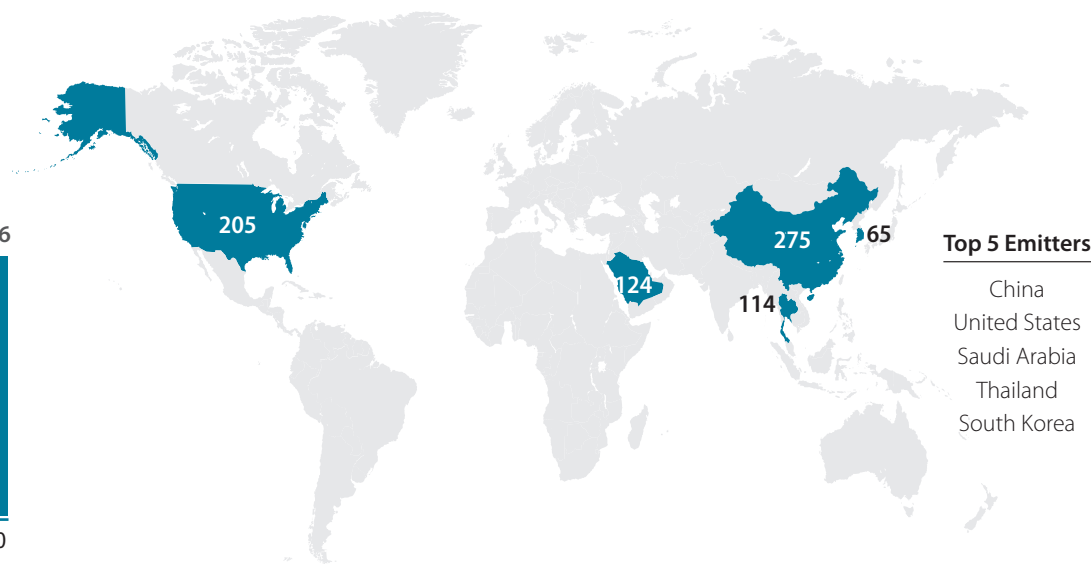 205
6
275
65
124
114
Top 5 Emitters
China
United States
Saudi Arabia
Thailand
South Korea
0